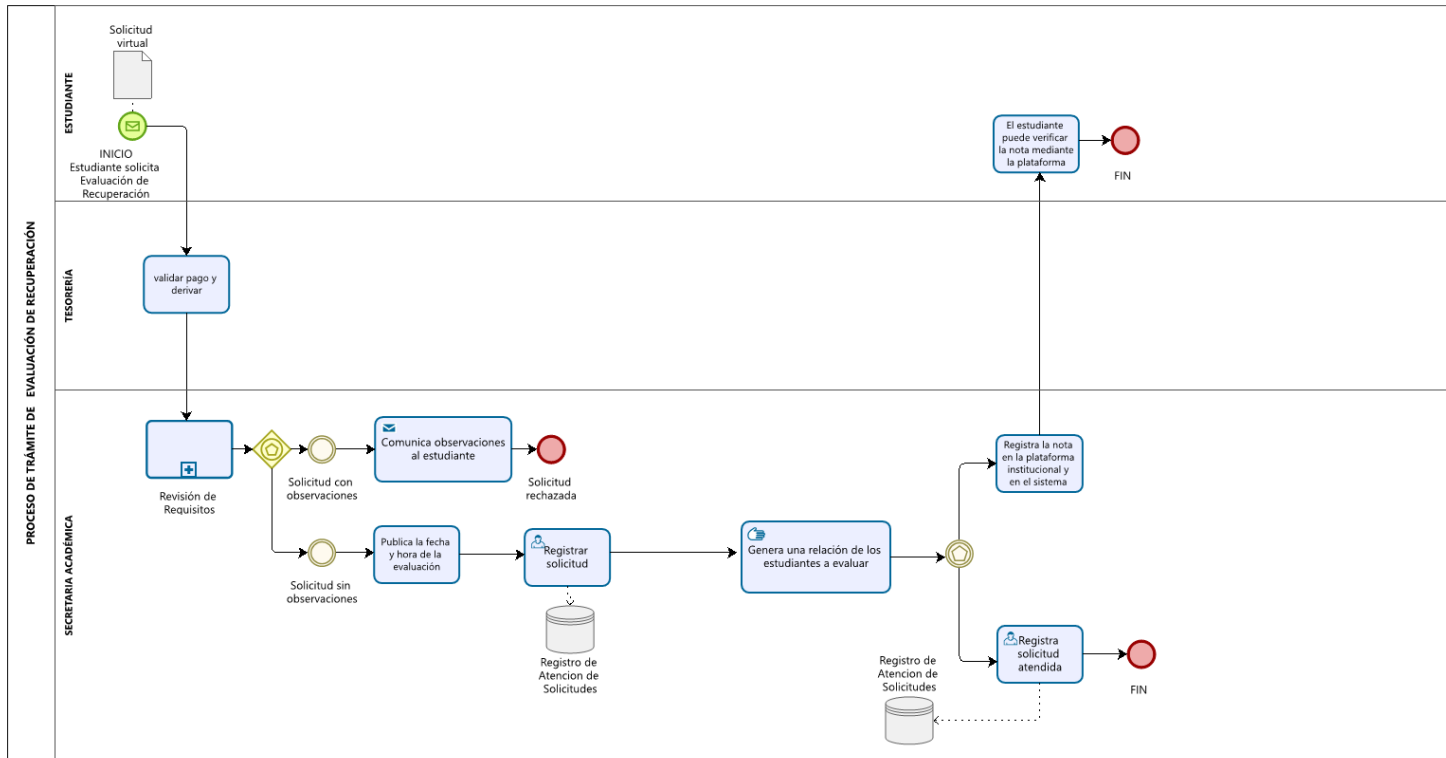 PROCESO DE TRÁMITE DE EVALUACIÓN DE RECUPERACIÓN
ESTUDIANTE
Solicitud
virtual
INICIO
Estudiante solicita
Evaluación de
Recuperación
El estudiante
puede verificar
la nota mediante
la plataforma
FIN
TESORERÍA
validar pago y
derivar
SECRETARIA ACADÉMICA
Revisión de
Requisitos
Solicitud con
observaciones
Comunica observaciones
al estudiante
Solicitud
rechazada
Solicitud sin
observaciones
Publica la fecha
y hora de la
evaluación
Registrar
solicitud
Registro de
Atencion de
Solicitudes
Genera una relación de los
estudiantes a evaluar
Registra la nota
en la plataforma
institucional y
en el sistema
Registra
solicitud
atendida
FIN
Registro de
Atencion de
Solicitudes